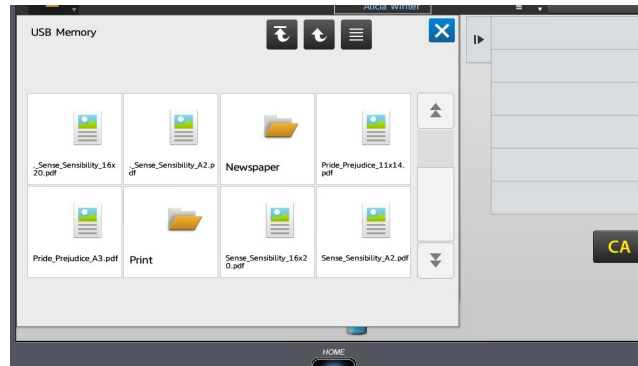 Alicia Winter
USB Memory
._Sense_Sensibility_16x
20.pdf
._Sense_Sensibility_A2.p
df
Newspaper
Pride_Prejudice_11x14.
pdf
Pride_Prejudice_A3.pdf
Print
Sense_Sensibility_16x2
0.pdf
Sense_Sensibility_A2.pdf
CA
HOME